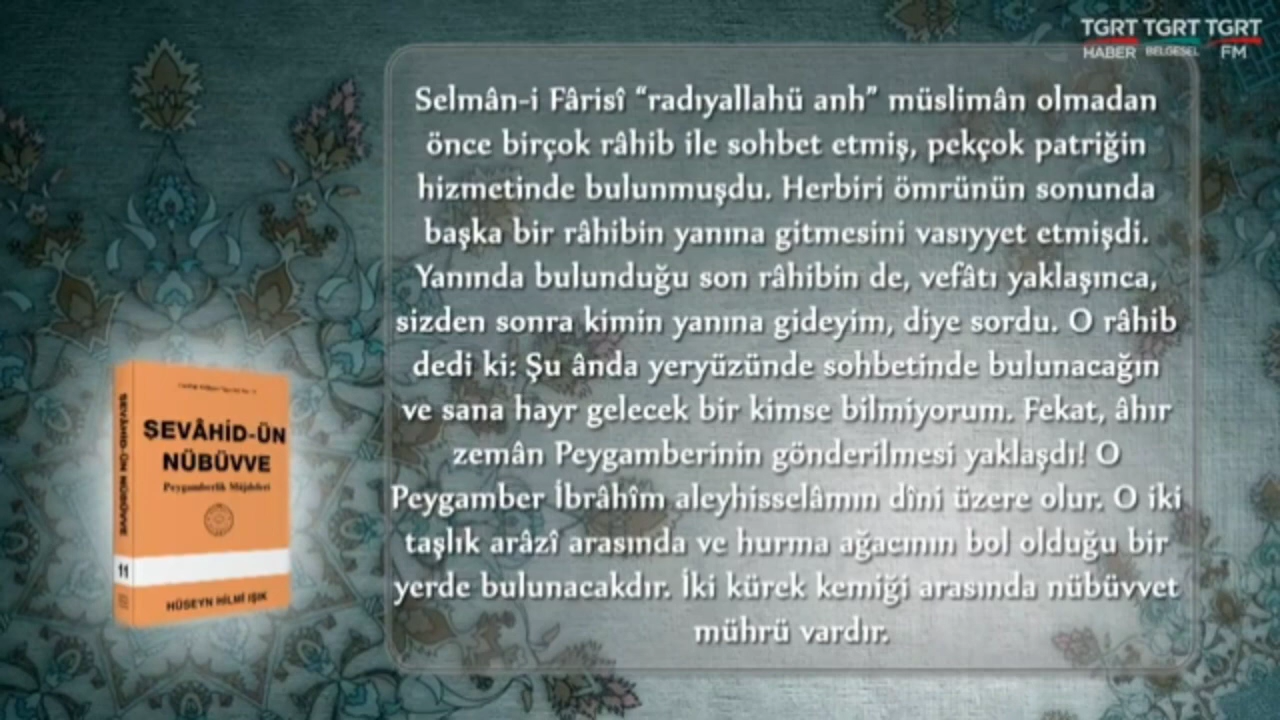 TGRT TGRT TGRT
HABER BELGESEL FM
Selmân-i Fârisî “radıyallahü anh” müslimân olmadan
önce birçok râhib ile sohbet etmiş, pekçok patriğin
hizmetinde bulunmuşdu. Herbiri ömrünün sonunda
başka bir râhibin yanına gitmesini vasıyyet etmişdi.
Yanında bulunduğu son râhibin de, vefâtı yaklaşınca,
sizden sonra kimin yanına gideyim, diye sordu. O râhib
dedi ki: Şu ânda yeryüzünde sohbetinde bulunacağın
ve sana hayr gelecek bir kimse bilmiyorum. Fekat, âhır
zemân Peygamberinin gönderilmesi yaklaşdı! O
Peygamber İbrâhîm aleyhisselâmın dîni üzere olur. O iki
taşlık arâzî arasında ve hurma ağacının bol olduğu bir
yerde bulunacakdır. İki kürek kemiği arasında nübüvvet
mührü vardır.
ŞEVÂHİD-ÜN
NÜBÜVVE
Peygamberlik Müjdeleri
HÜSEYN HİLMİ IŞIK
ŞEVÂHİD-ÜN NÜBÜVVE
11